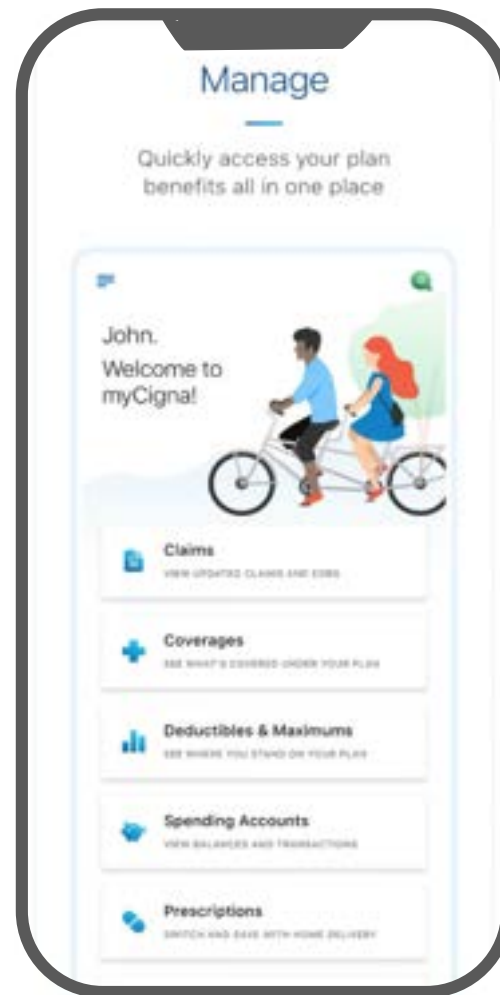 Manage
Quickly access your plan
benefits all in one place
John.
Welcome to
myCigna!
Claims
VIEW UPDATED CLAIMS AND EOBS
Coverages
SEE WHAT'S COVERED UNDER YOUR PLAN
Deductibles & Maximums
SEE WHERE YOU STAND ON YOUR PLAN
Spending Accounts
VIEW BALANCES AND TRANSACTIONS
Prescriptions
SWITCH AND SAVE WITH HOME DELIVERY